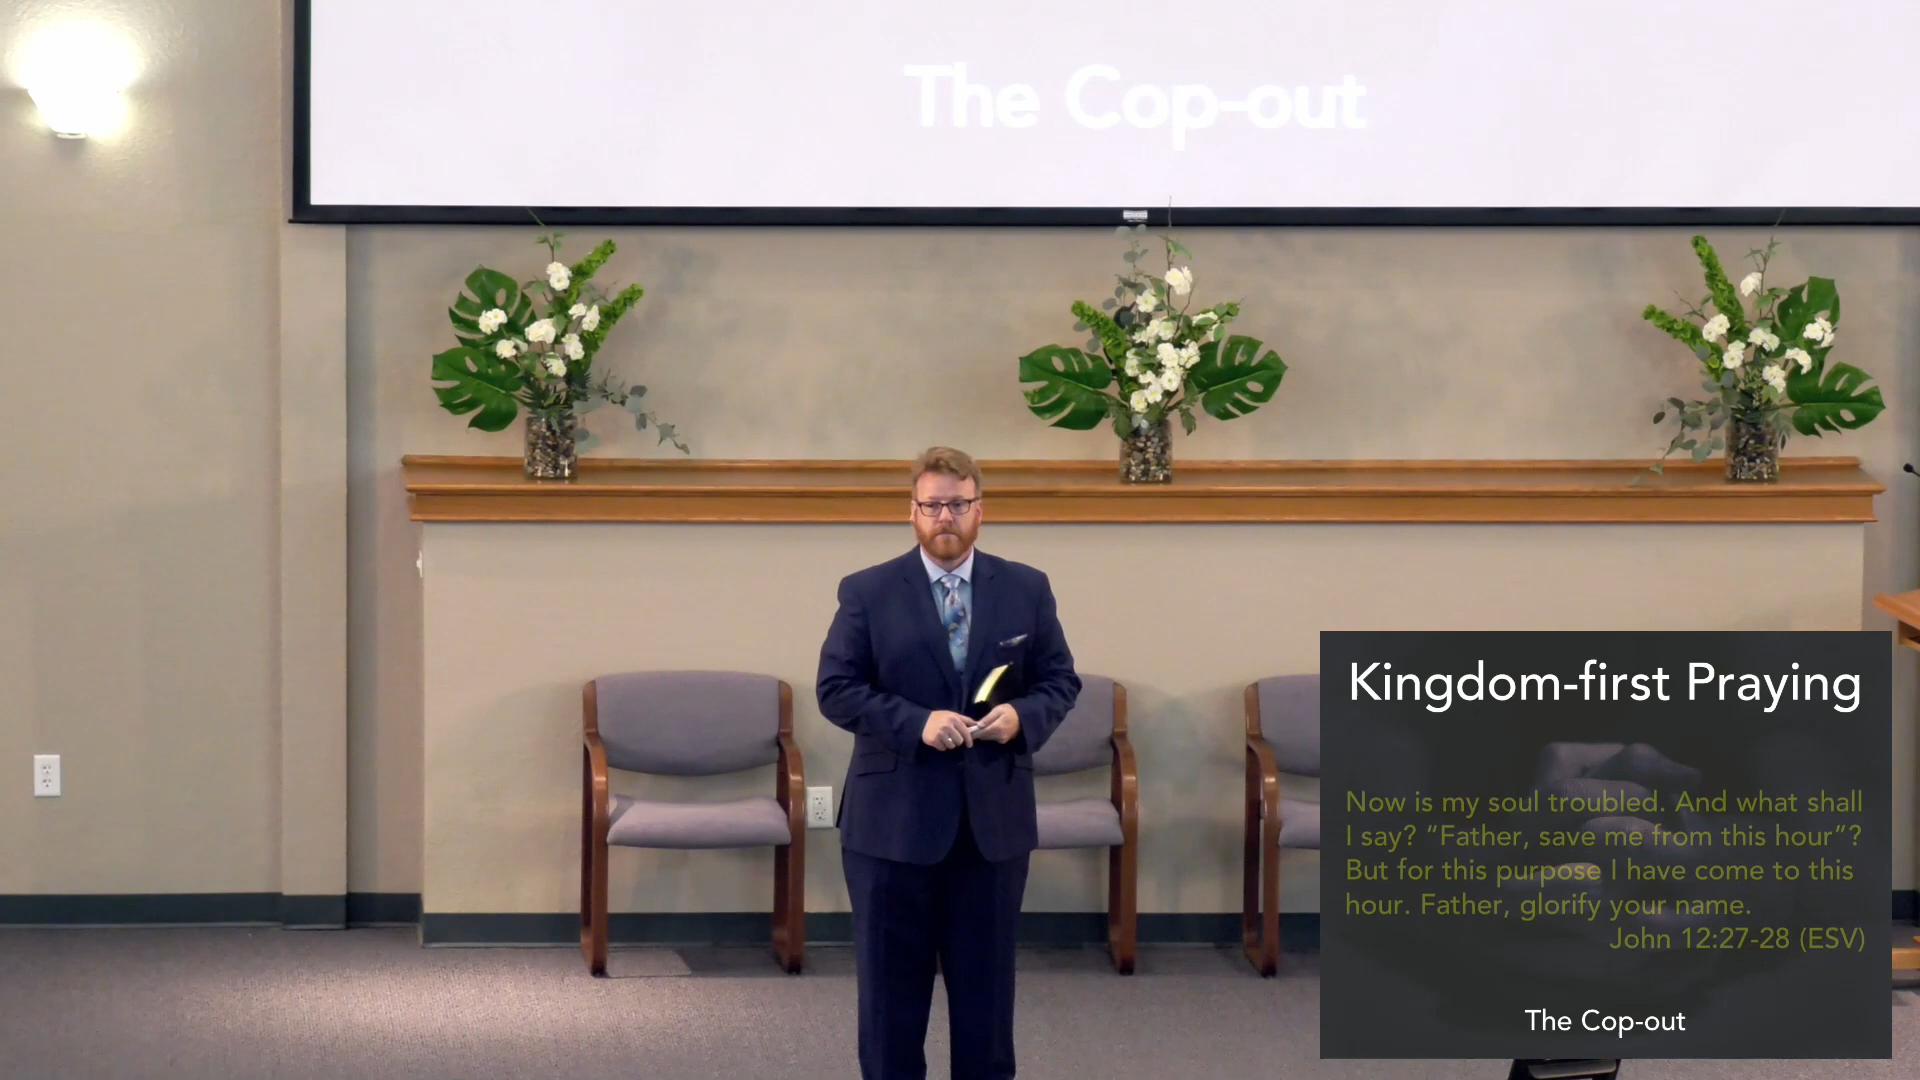 The Cop-out
Kingdom-first Praying
Now is my soul troubled. And what shall
I say? “Father, save me from this hour”?
But for this purpose I have come to this
hour. Father, glorify your name.
John 12:27-28 (ESV)
The Cop-out